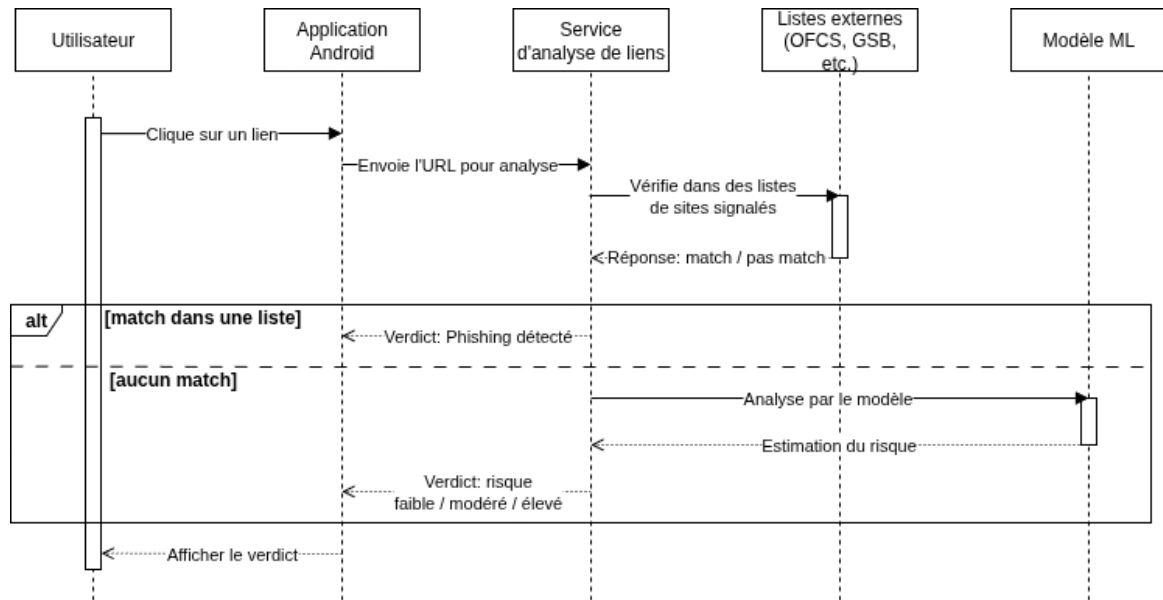 Utilisateur
Application
Android
Service
d'analyse de liens
Listes externes
(OFCS, GSB,
etc.)
Modèle ML
Clique sur un lien
Envoie l'URL pour analyse
Vérifie dans des listes
de sites signalés
Réponse: match / pas match
alt
[match dans une liste]
Verdict: Phishing détecté
[aucun match]
Analyse par le modèle
Estimation du risque
Verdict: risque
faible / modéré / élevé
Afficher le verdict